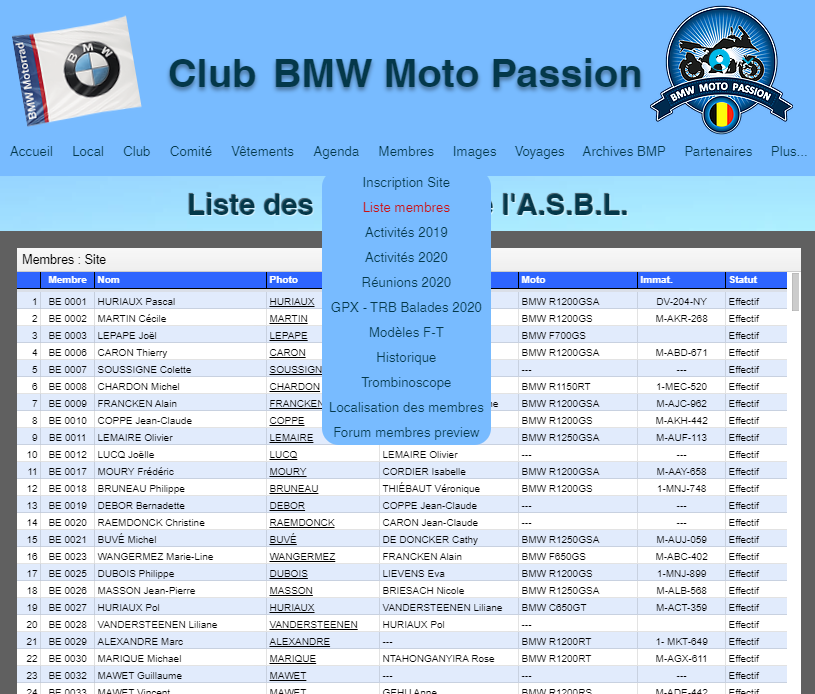 BMW Motorrad
BMW
Club BMW Moto Passion
BMW MOTO PASSION
Accueil Local Club Comité Vêtements Agenda Membres Images Voyages Archives BMP Partenaires Plus...
Inscription Site
Liste des l'A.S.B.L.
Liste membres
Activités 2019
Activités 2020
Réunions 2020
GPX - TRB Balades 2020
Modèles F-T
Historique
Trombinoscope
Localisation des membres
Forum membres preview
Membres : Site
Membre Nom Photo Moto Immat. Statut
1 BE 0001 HURIAUX Pascal HURIAUX BMW R1200GSA DV-204-NY Effectif
2 BE 0002 MARTIN Cécile MARTIN BMW R1200GS M-AKR-268 Effectif
3 BE 0003 LEPAPE Joël LEPAPE BMW F700GS Effectif
4 BE 0006 CARON Thierry CARON BMW R1200GSA M-ABD-671 Effectif
5 BE 0007 SOUSSIGNE Colette SOUSSIGN --- --- Effectif
6 BE 0008 CHARDON Michel CHARDON BMW R1150RT 1-MEC-520 Effectif
7 BE 0009 FRANCKEN Alain FRANCKEN ne BMW R1200GSA M-AJC-962 Effectif
8 BE 0010 COPPE Jean-Claude COPPE BMW R1200GS M-AKH-442 Effectif
9 BE 0011 LEMAIRE Olivier LEMAIRE BMW R1250GSA M-AUF-113 Effectif
10 BE 0012 LUCQ Joëlle LUCQ LEMAIRE Olivier --- --- Effectif
11 BE 0017 MOURY Frédéric MOURY CORDIER Isabelle BMW R1200GSA M-AAY-658 Effectif
12 BE 0018 BRUNEAU Philippe BRUNEAU THIÉBAUT Véronique BMW R1200GS 1-MNJ-748 Effectif
13 BE 0019 DEBOR Bernadette DEBOR COPPE Jean-Claude --- --- Effectif
14 BE 0020 RAEMDONCK Christine RAEMDONCK CARON Jean-Claude --- --- Effectif
15 BE 0021 BUVÉ Michel BUVÉ DE DONCKER Cathy BMW R1250GSA M-AUJ-059 Effectif
16 BE 0023 WANGERMEZ Marie-Line WANGERMEZ FRANCKEN Alain BMW F650GS M-ABC-402 Effectif
17 BE 0025 DUBOIS Philippe DUBOIS LIEVENS Eva BMW R1200GS 1-MNJ-899 Effectif
18 BE 0026 MASSON Jean-Pierre MASSON BRIESACH Nicole BMW R1250GSA M-ALB-568 Effectif
19 BE 0027 HURIAUX Pol HURIAUX VANDERSTEENEN Liliane BMW C650GT M-ACT-359 Effectif
20 BE 0028 VANDERSTEENEN Liliane VANDERSTEENEN HURIAUX Pol --- Effectif
21 BE 0029 ALEXANDRE Marc ALEXANDRE --- BMW R1200RT 1- MKT-649 Effectif
22 BE 0030 MARIQUE Michael MARIQUE NTAHONGANYIRA Rose BMW R1200RT M-AGX-611 Effectif
23 BE 0032 MAWET Guillaume MAWET --- --- --- Effectif
24 BE 0033 MAWET Vincent MAWET GEHU Anne BMW R1200RS M-ADE-442 Effectif